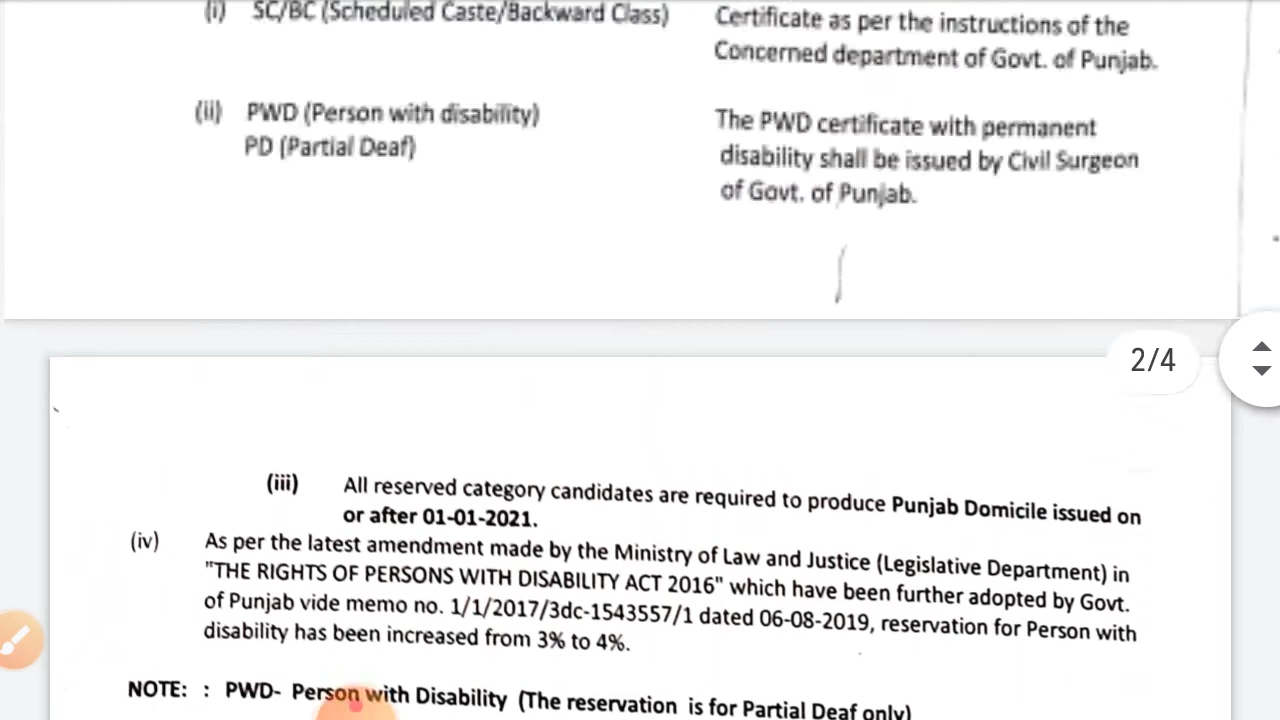 (i) SC/BC (Scheduled Caste/Backward Class) Certificate as per the instructions of the
Concerned department of Govt. of Punjab.
(ii) PWD (Person with disability) The PWD certificate with permanent
PD (Partial Deaf) disability shall be issued by Civil Surgeon
of Govt. of Punjab.
2/4
(iii) All reserved category candidates are required to produce Punjab Domicile issued on
or after 01-01-2021.
(iv) As per the latest amendment made by the Ministry of Law and Justice (Legislative Department) in
"THE RIGHTS OF PERSONS WITH DISABILITY ACT 2016" which have been further adopted by Govt.
of Punjab vide memo no. 1/1/2017/3dc-1543557/1 dated 06-08-2019, reservation for Person with
disability has been increased from 3% to 4%.
NOTE: : PWD- Person with Disability (The reservation is for Partial Deaf only)